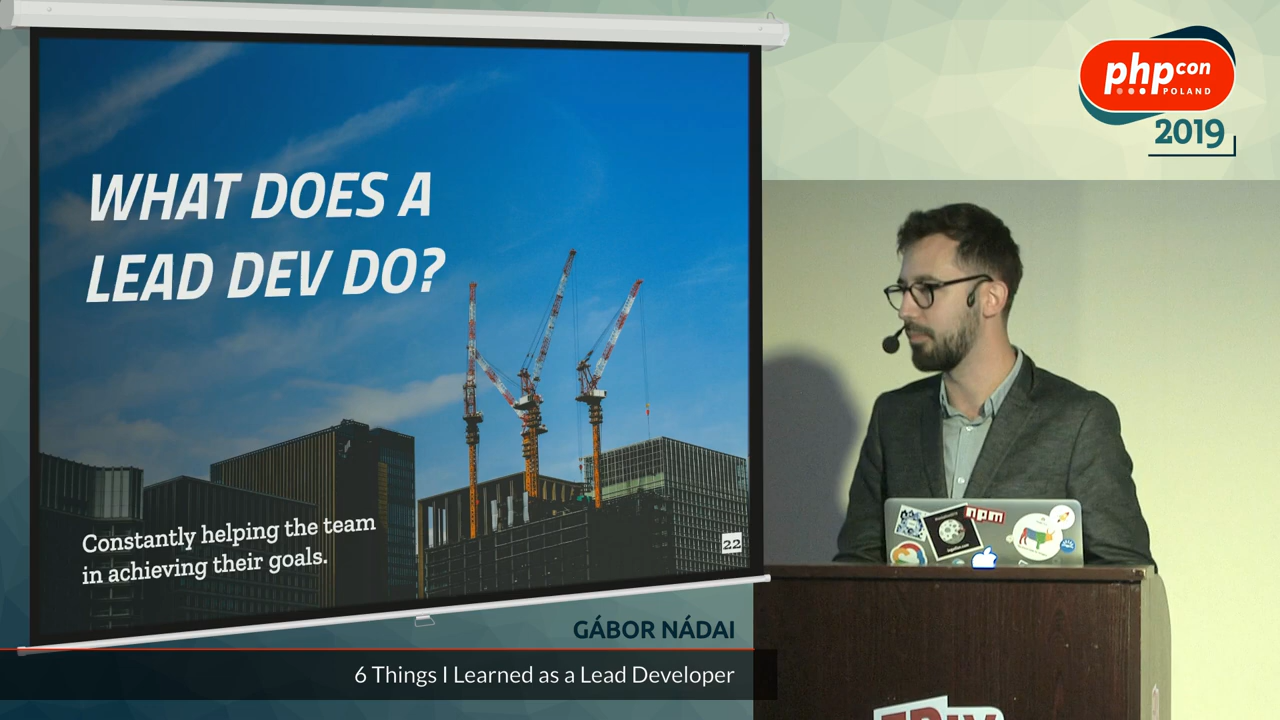 WHAT DOES A
LEAD DEV DO?
Constantly helping the team
in achieving their goals.
22
php con
POLAND
2019
npm
GÁBOR NÁDAI
6 Things I Learned as a Lead Developer